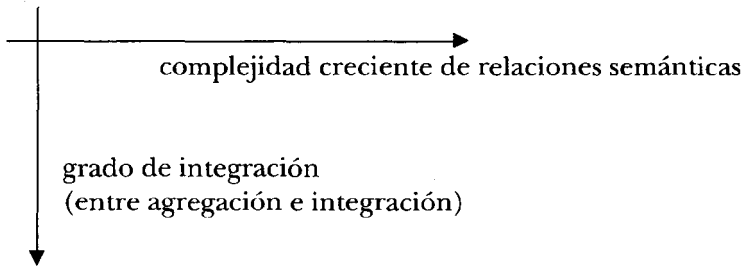 complejidad creciente de relaciones semánticas
grado de integración
(entre agregación e integración)